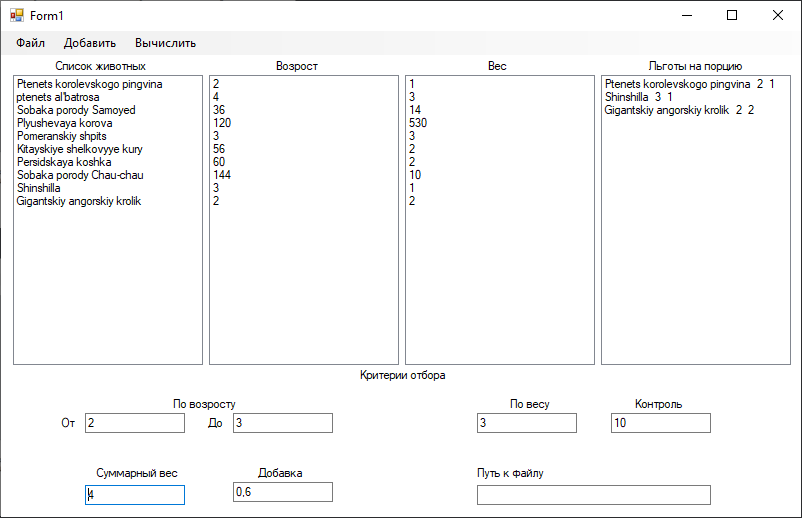 Form1
Файл Добавить Вычислить
Список животных Возрост Вес Льготы на порцию
Ptenets korolevskogo pingvina 2 1 Ptenets korolevskogo pingvina 2 1
ptenets al'batrosa 4 3 Shinshilla 3 1
Sobaka porody Samoyed 36 14 Gigantskiy angorskiy krolik 2 2
Plyushevaya korova 120 530
Pomeranskiy shpits 3 3
Kitayskiye shelkovyye kury 56 2
Persidskaya koshka 60 2
Sobaka porody Chau-chau 144 10
Shinshilla 3 1
Gigantskiy angorskiy krolik 2 2
Критерии отбора
По возросту По весу Контроль
От 2 До 3 3 10
Суммарный вес Добавка Путь к файлу
4 0,6